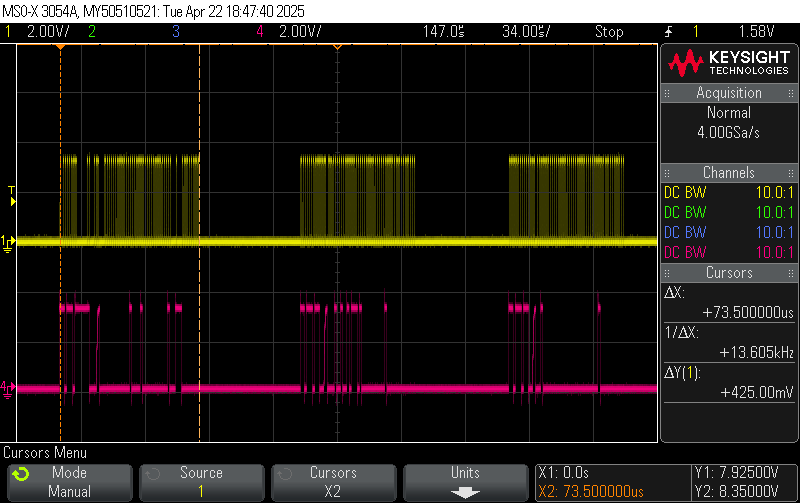 MSO-X 3054A, MY50510521: Tue Apr 22 18:47:40 2025
1 2.00V/ 2 3 4 2.00V/ 147.0µs 34.00µs/ Stop 1 1.58V
KEYSIGHT
TECHNOLOGIES
Acquisition
Normal
4.00GSa/s
Channels
DC BW 10.0:1
DC BW 10.0:1
DC BW 10.0:1
DC BW 10.0:1
Cursors
ΔX:
+73.500000us
1/ΔX:
+13.605kHz
ΔY(1):
+425.00mV
T
1
4
Cursors Menu
Mode
Manual
Source
1
Cursors
X2
Units
X1: 0.0s
X2: 73.500000us
Y1: 7.92500V
Y2: 8.35000V